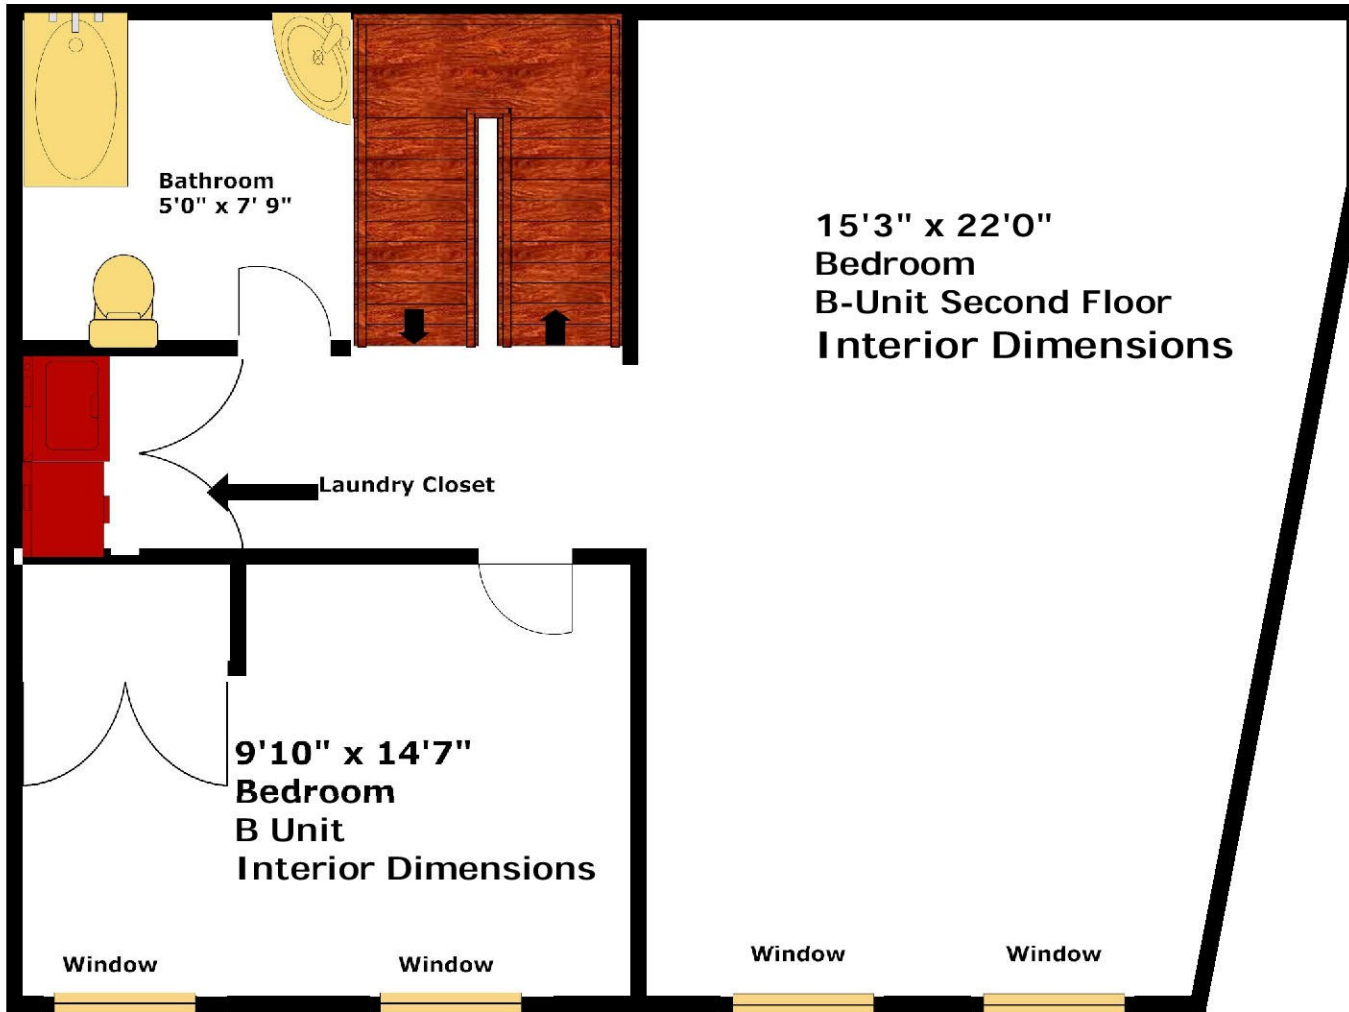 Bathroom
5'0" x 7' 9"
15'3" x 22'0"
Bedroom
B-Unit Second Floor
Interior Dimensions
Laundry Closet
9'10" x 14'7"
Bedroom
B Unit
Interior Dimensions
Window
Window
Window
Window